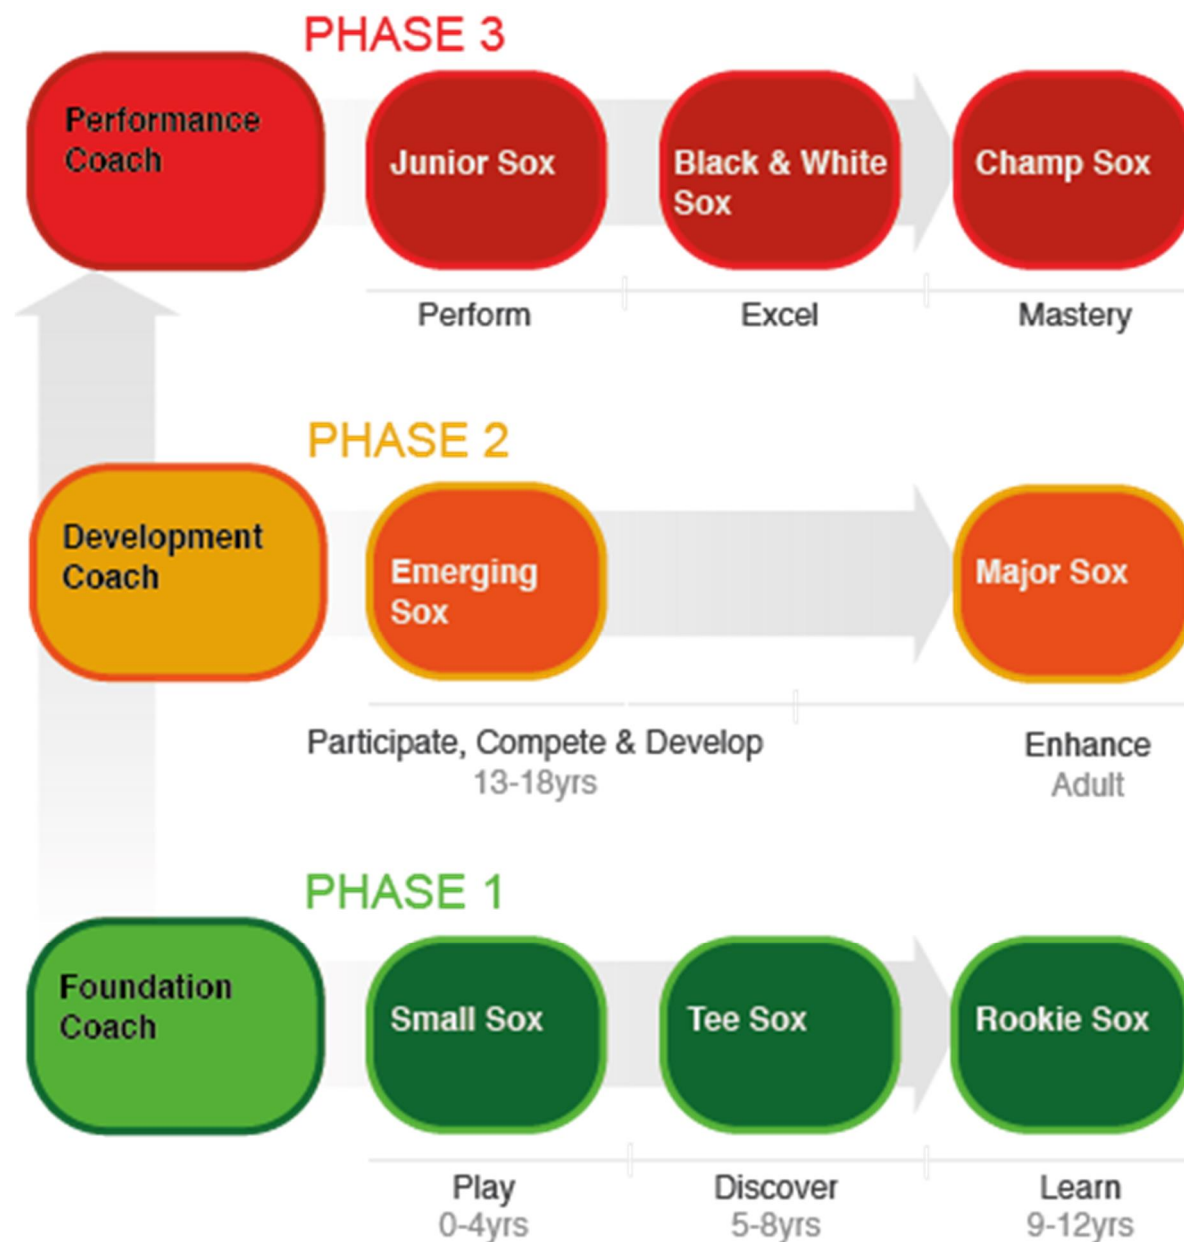 PHASE 3
Performance
Coach
Junior Sox
Black & White
Sox
Champ Sox
Perform
Excel
Mastery
PHASE 2
Development
Coach
Emerging
Sox
Major Sox
Participate, Compete & Develop
13-18yrs
Enhance
Adult
PHASE 1
Foundation
Coach
Small Sox
Tee Sox
Rookie Sox
Play
0-4yrs
Discover
5-8yrs
Learn
9-12yrs